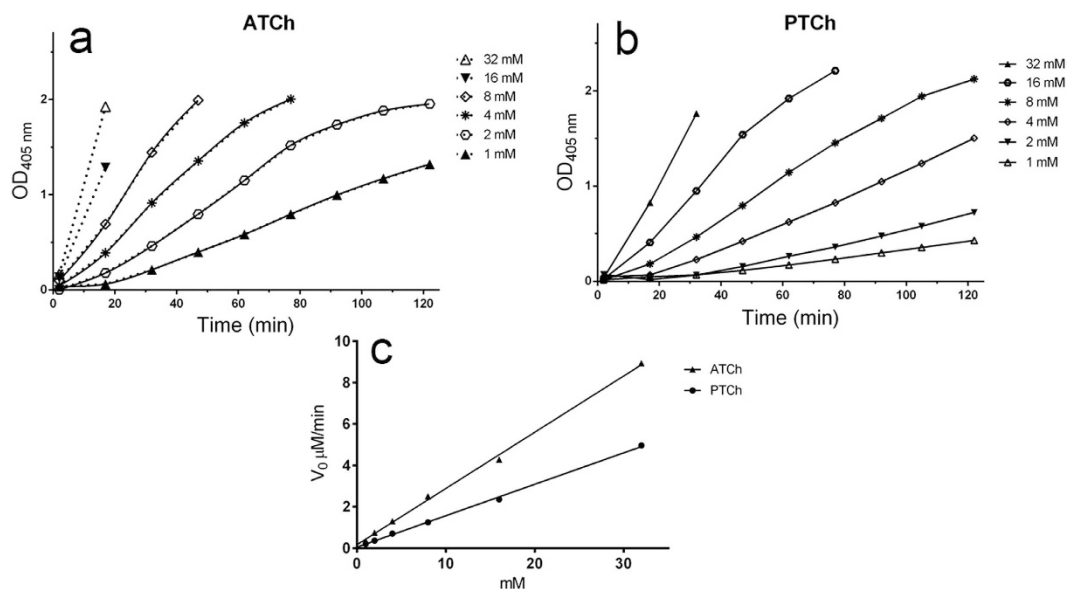 a
ATCh
OD405 nm
2
1
0
0
20
40
60
80
100
120
Time (min)
32 mM
16 mM
8 mM
4 mM
2 mM
1 mM
b
PTCh
OD405 nm
2
1
0
0
20
40
60
80
100
120
Time (min)
32 mM
16 mM
8 mM
4 mM
2 mM
1 mM
c
V0 µM/min
10
8
6
4
2
0
0
10
20
30
mM
ATCh
PTCh